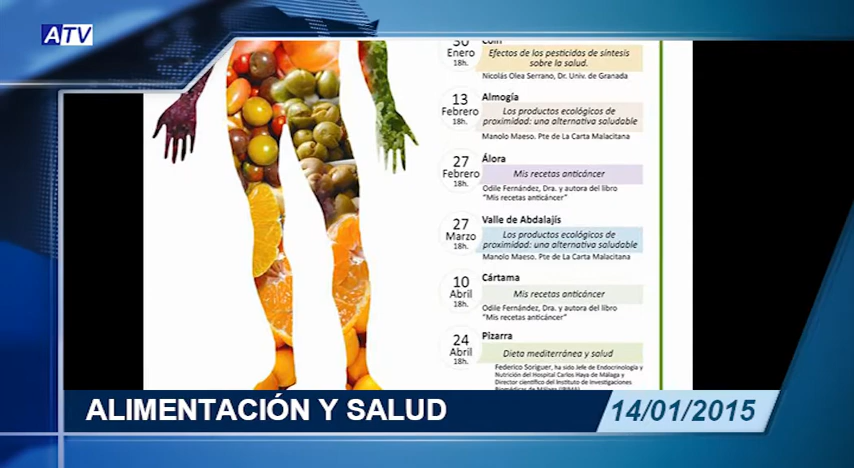 ATV
30
Enero
18h.
Coín
Efectos de los pesticidas de síntesis
sobre la salud.
Nicolás Olea Serrano, Dr. Univ. de Granada
13
Febrero
18h.
Almogía
Los productos ecológicos de
proximidad: una alternativa saludable
Manolo Maeso. Pte de La Carta Malacitana
27
Febrero
18h.
Álora
Mis recetas anticáncer
Odile Fernández, Dra. y autora del libro
"Mis recetas anticáncer"
27
Marzo
18h.
Valle de Abdalajís
Los productos ecológicos de
proximidad: una alternativa saludable
Manolo Maeso. Pte de La Carta Malacitana
10
Abril
18h.
Cártama
Mis recetas anticáncer
Odile Fernández, Dra. y autora del libro
"Mis recetas anticáncer"
24
Abril
18h.
Pizarra
Dieta mediterránea y salud
Federico Soriguer, ha sido Jefe de Endocrinología y
Nutrición del Hospital Carlos Haya de Málaga y
Director científico del Instituto de Investigaciones
Biomédicas de Málaga (IBIMA)
ALIMENTACIÓN Y SALUD
14/01/2015